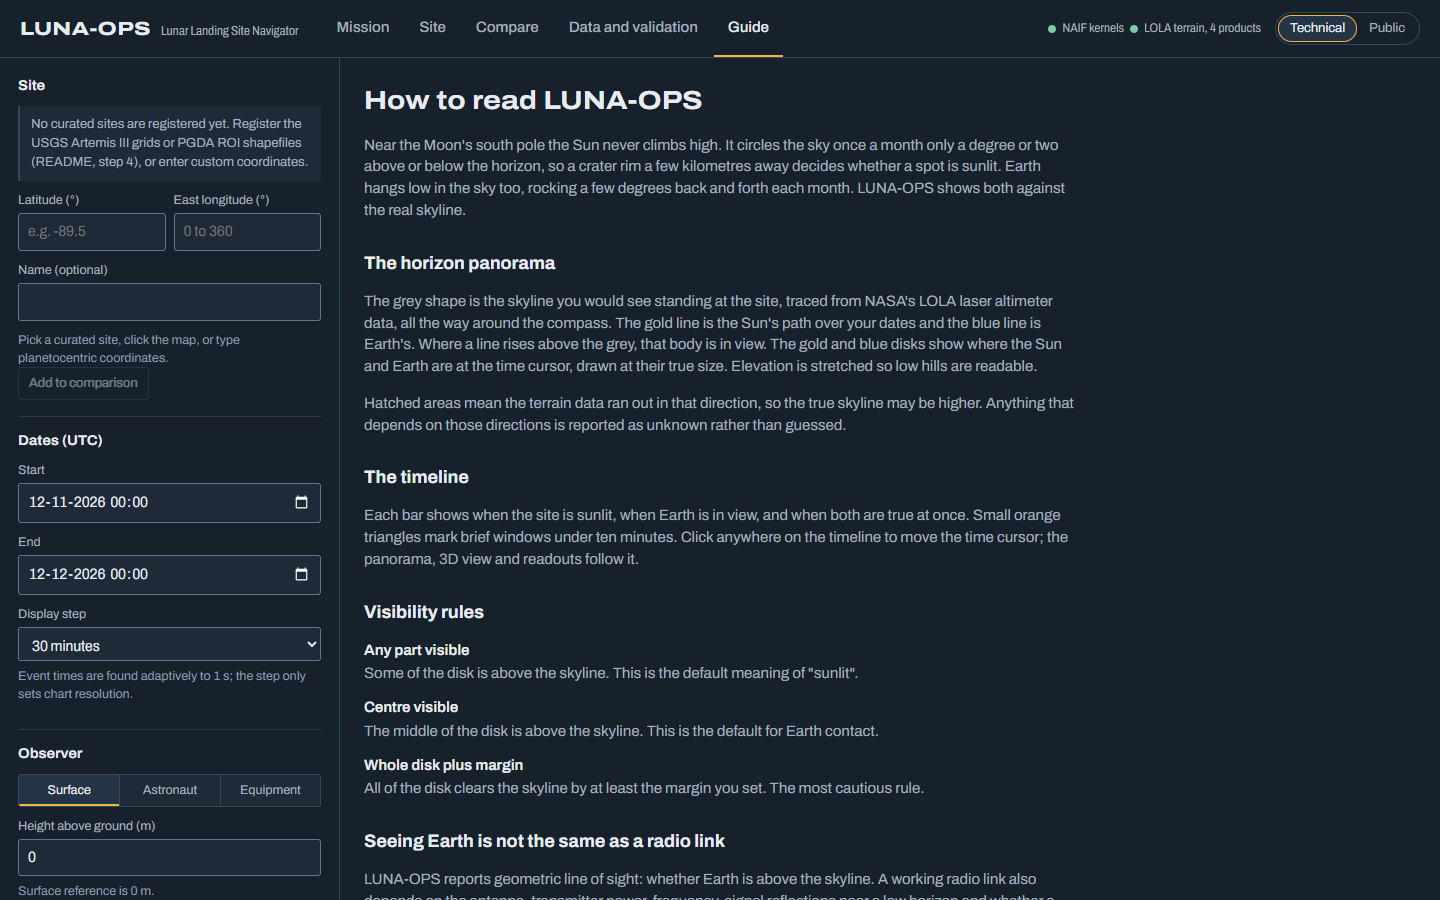 LUNA-OPS Lunar Landing Site Navigator Mission Site Compare Data and validation Guide NAIF kernels LOLA terrain, 4 products Technical Public
Site
No curated sites are registered yet. Register the
USGS Artemis III grids or PGDA ROI shapefiles
(README, step 4), or enter custom coordinates.
Latitude (°) East longitude (°)
e.g. -89.5 0 to 360
Name (optional)
Pick a curated site, click the map, or type
planetocentric coordinates.
Add to comparison
Dates (UTC)
Start
12-11-2026 00:00
End
12-12-2026 00:00
Display step
30 minutes
Event times are found adaptively to 1 s; the step only
sets chart resolution.
Observer
Surface Astronaut Equipment
Height above ground (m)
0
Surface reference is 0 m.
How to read LUNA-OPS
Near the Moon's south pole the Sun never climbs high. It circles the sky once a month only a degree or two
above or below the horizon, so a crater rim a few kilometres away decides whether a spot is sunlit. Earth
hangs low in the sky too, rocking a few degrees back and forth each month. LUNA-OPS shows both against
the real skyline.
The horizon panorama
The grey shape is the skyline you would see standing at the site, traced from NASA's LOLA laser altimeter
data, all the way around the compass. The gold line is the Sun's path over your dates and the blue line is
Earth's. Where a line rises above the grey, that body is in view. The gold and blue disks show where the Sun
and Earth are at the time cursor, drawn at their true size. Elevation is stretched so low hills are readable.
Hatched areas mean the terrain data ran out in that direction, so the true skyline may be higher. Anything that
depends on those directions is reported as unknown rather than guessed.
The timeline
Each bar shows when the site is sunlit, when Earth is in view, and when both are true at once. Small orange
triangles mark brief windows under ten minutes. Click anywhere on the timeline to move the time cursor; the
panorama, 3D view and readouts follow it.
Visibility rules
Any part visible
Some of the disk is above the skyline. This is the default meaning of "sunlit".
Centre visible
The middle of the disk is above the skyline. This is the default for Earth contact.
Whole disk plus margin
All of the disk clears the skyline by at least the margin you set. The most cautious rule.
Seeing Earth is not the same as a radio link
LUNA-OPS reports geometric line of sight: whether Earth is above the skyline. A working radio link also
depends on the antenna, transmitter power, frequency, signal reflections near a low horizon and whether a